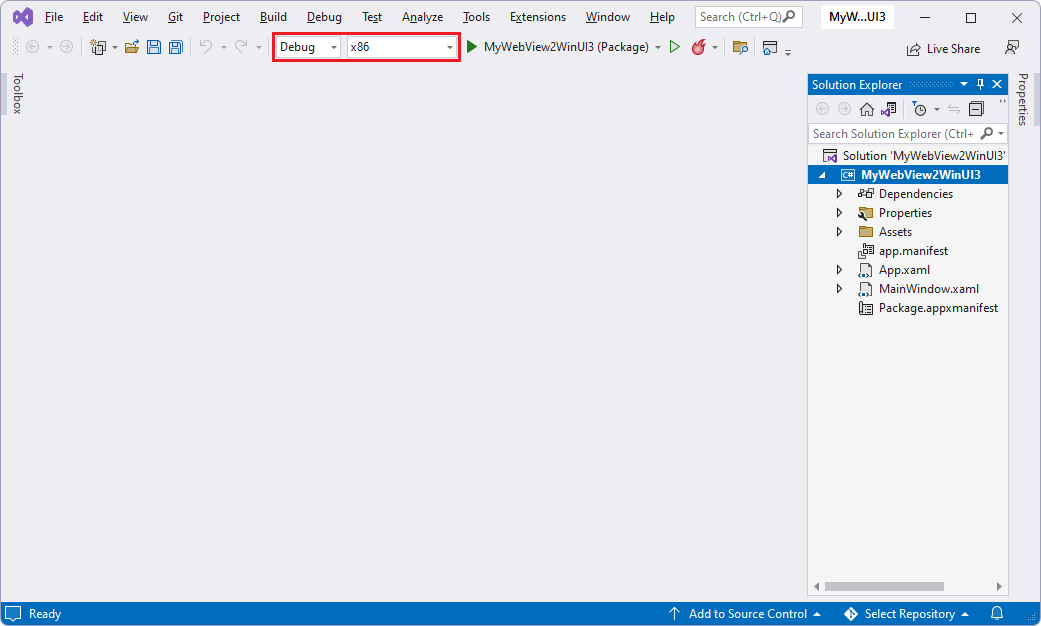 File Edit View Git Project Build Debug Test Analyze Tools Extensions Window Help Search (Ctrl+Q) MyW...UI3
Debug x86 MyWebView2WinUI3 (Package) Live Share
Toolbox
Solution Explorer
Properties
Search Solution Explorer (Ctrl+
Solution 'MyWebView2WinUI3'
C# MyWebView2WinUI3
Dependencies
Properties
Assets
app.manifest
App.xaml
MainWindow.xaml
Package.appxmanifest
Ready Add to Source Control Select Repository